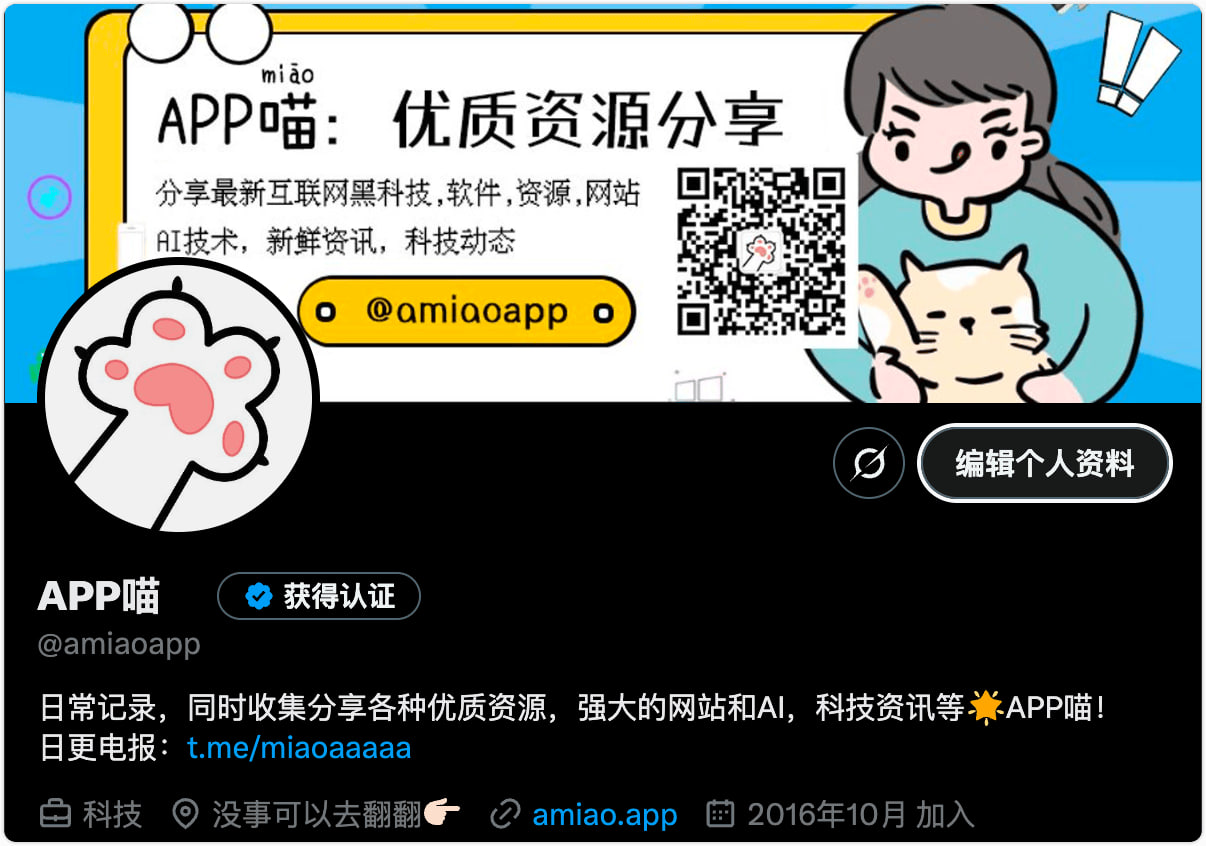 miāo
APP喵： 优质资源分享
分享最新互联网黑科技,软件,资源,网站
AI技术，新鲜资讯，科技动态
@amiaoapp
编辑个人资料
APP喵 获得认证
@amiaoapp
日常记录，同时收集分享各种优质资源，强大的网站和AI，科技资讯等🌟APP喵！
日更电报：t.me/miaoaaaaa
科技 没事可以去翻翻👉🏻 amiao.app 2016年10月 加入